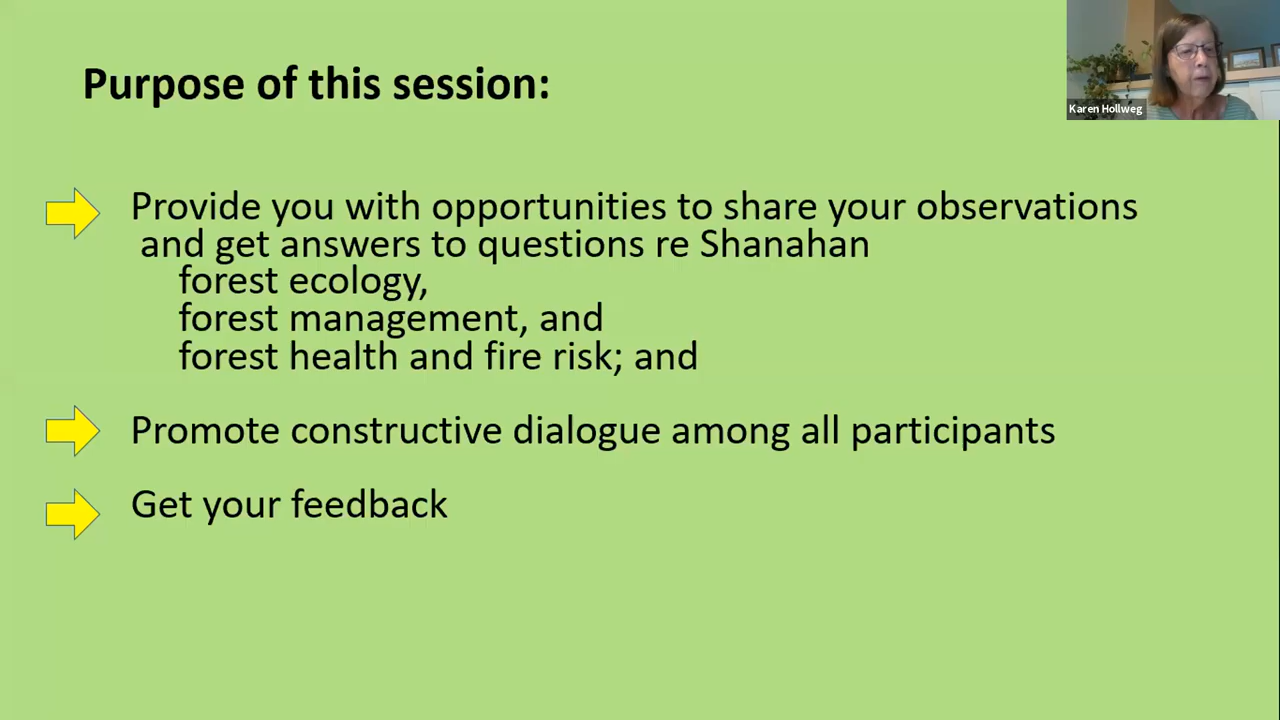 Purpose of this session:
Karen Hollweg
Provide you with opportunities to share your observations
and get answers to questions re Shanahan
forest ecology,
forest management, and
forest health and fire risk; and
Promote constructive dialogue among all participants
Get your feedback